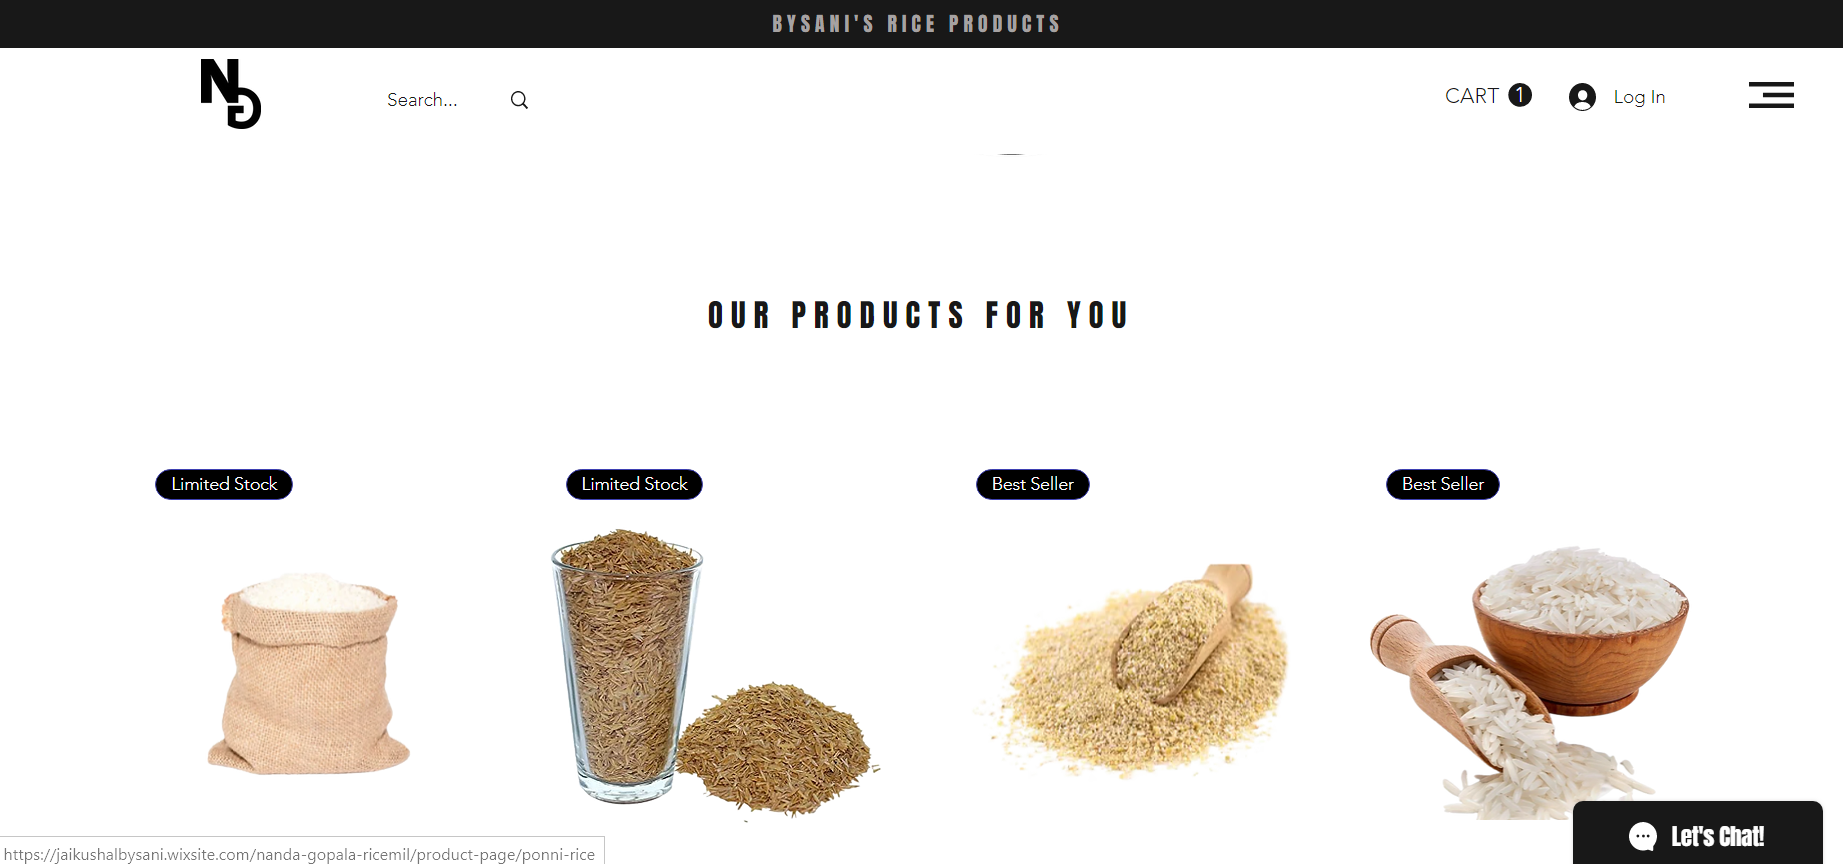 BYSANI'S RICE PRODUCTS
NG
Search...
CART 1
Log In
OUR PRODUCTS FOR YOU
Limited Stock
Limited Stock
Best Seller
Best Seller
Let's Chat!
https://jaikushalbysani.wixsite.com/nanda-gopala-ricemil/product-page/ponni-rice